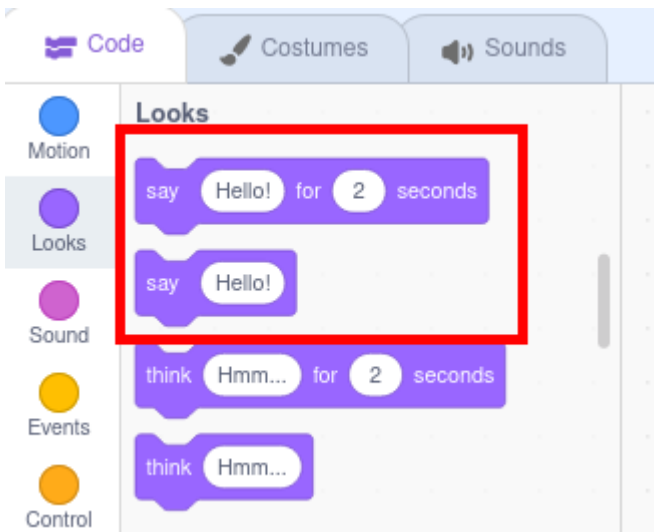 Code Costumes Sounds
Motion
Looks
Sound
Events
Control
Looks
say Hello! for 2 seconds
say Hello!
think Hmm... for 2 seconds
think Hmm...